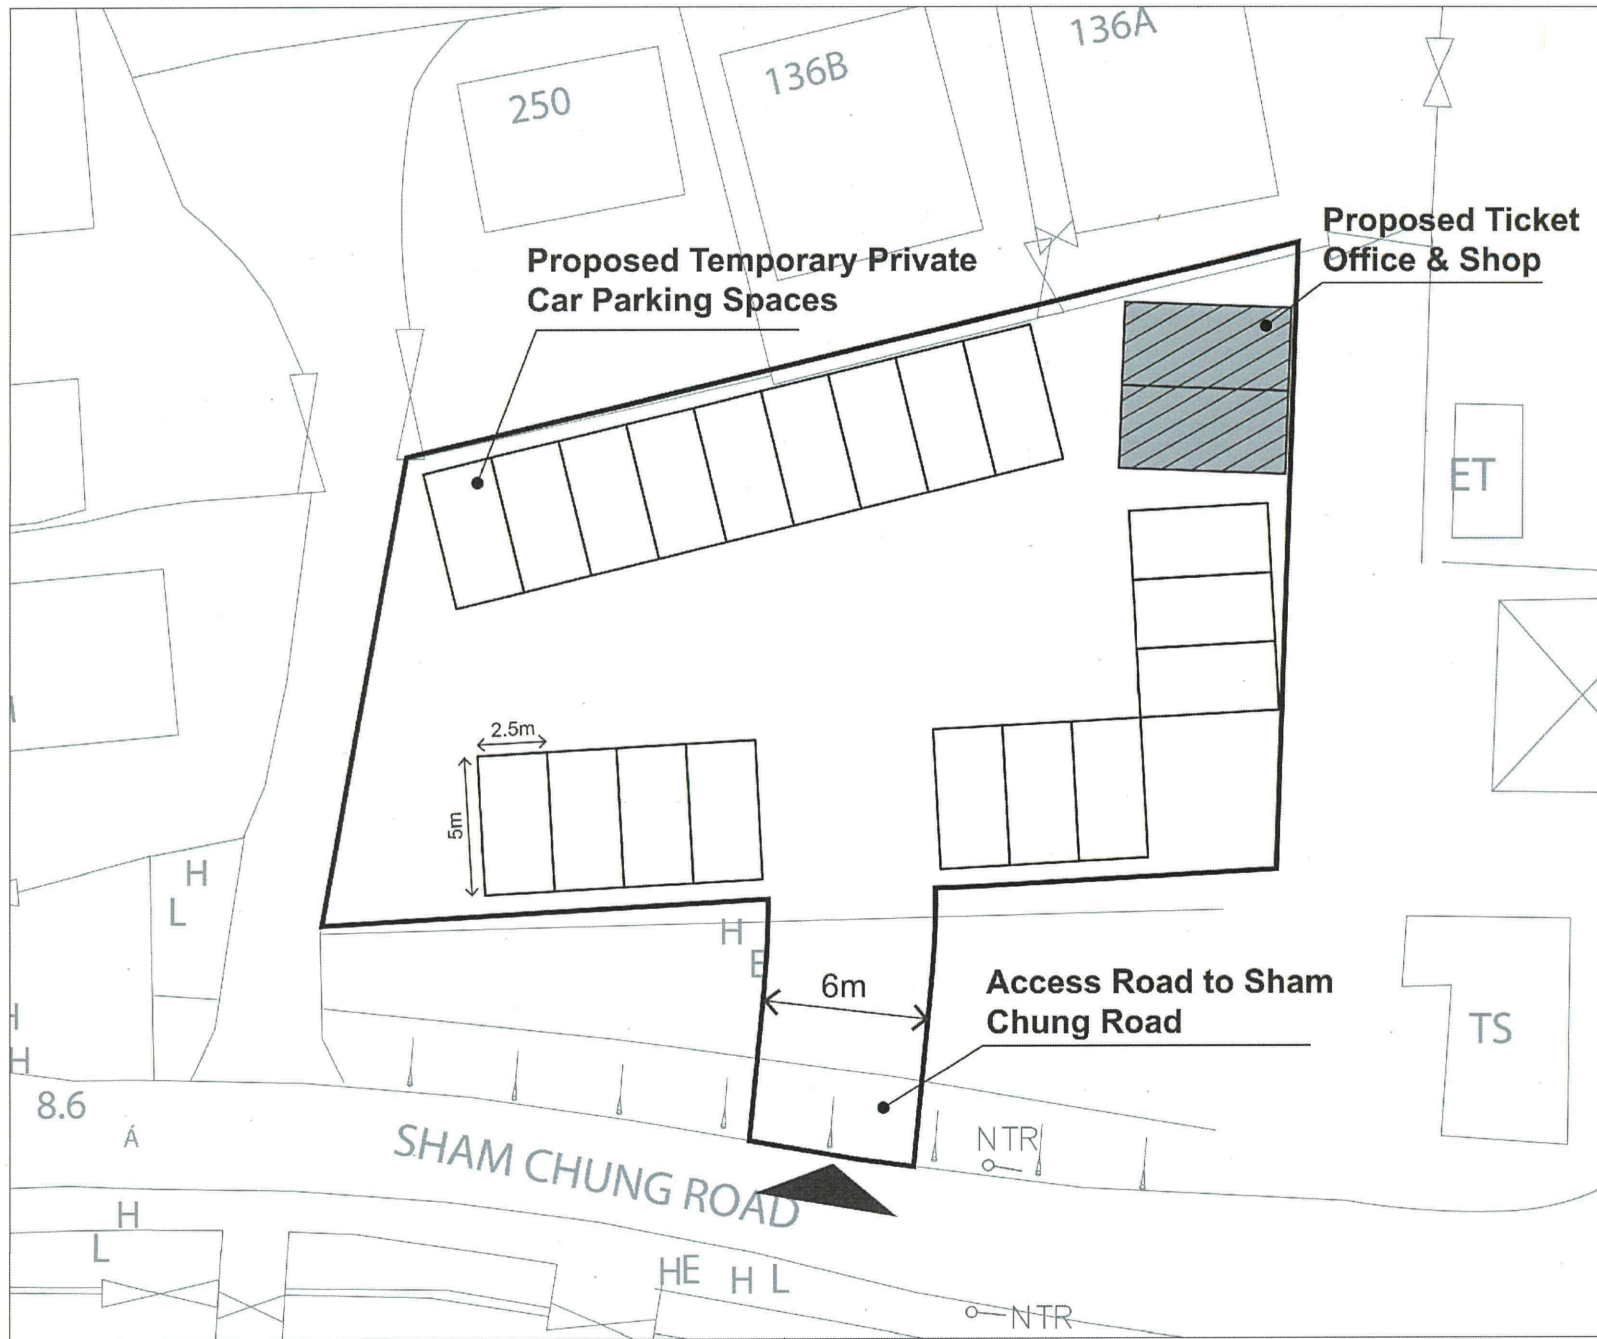 136A
136B
250
Proposed Ticket
Office & Shop
Proposed Temporary Private
Car Parking Spaces
ET
2.5m
5m
H
L
H
E
6m
Access Road to Sham
Chung Road
TS
H
H
8.6
Á
NTR
SHAM CHUNG ROAD
H
L
HE
H L
NTR